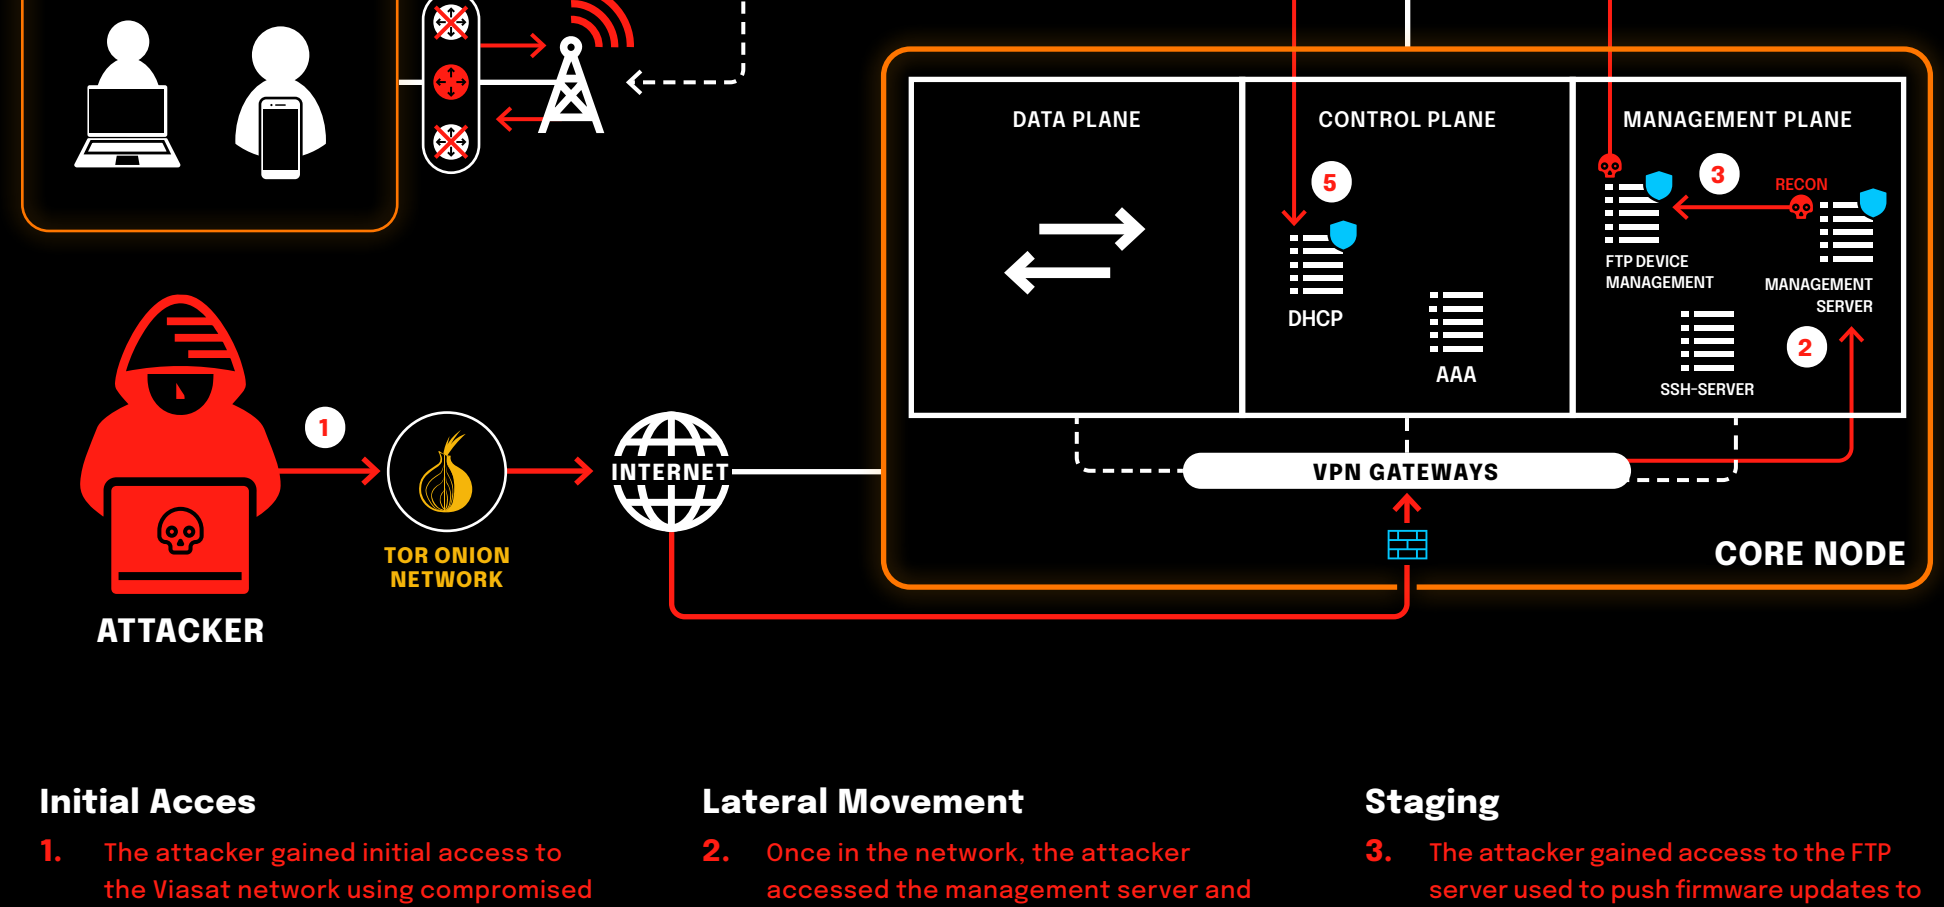 DATA PLANE
CONTROL PLANE
MANAGEMENT PLANE
5
3
RECON
FTP DEVICE
MANAGEMENT
MANAGEMENT
SERVER
DHCP
2
AAA
SSH-SERVER
1
INTERNET
VPN GATEWAYS
TOR ONION
NETWORK
CORE NODE
ATTACKER
Initial Acces
1. The attacker gained initial access to
the Viasat network using compromised
Lateral Movement
2. Once in the network, the attacker
accessed the management server and
Staging
3. The attacker gained access to the FTP
server used to push firmware updates to